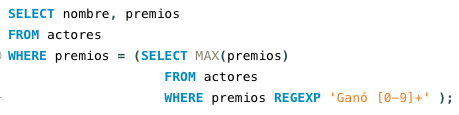 SELECT nombre, premios
FROM actores
WHERE premios = (SELECT MAX(premios)
FROM actores
WHERE premios REGEXP 'Ganó [0-9]+' );